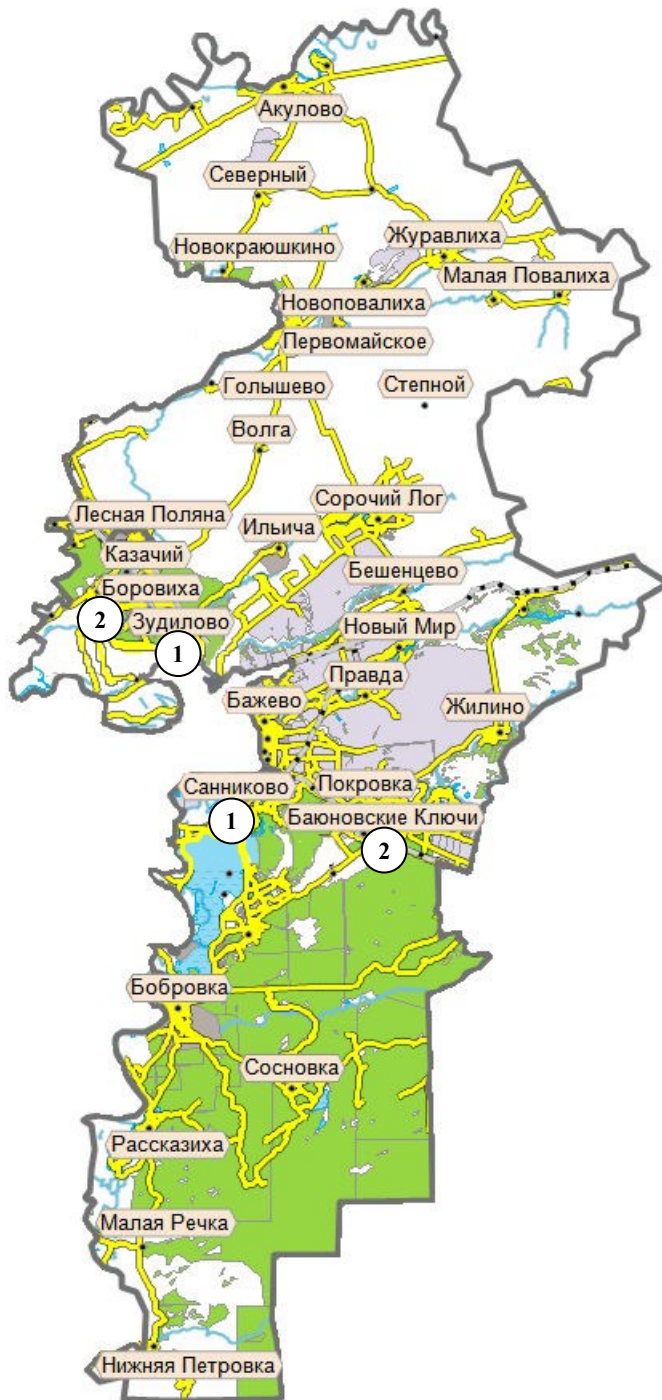 Акулово
Северный
Новокраюшкино
Журавлиха
Малая Повалиха
Новоповалиха
Первомайское
Голышево
Степной
Волга
Сорочий Лог
Лесная Поляна
Ильича
Казачий
Бешенцево
Боровиха
2
Зудилово
1
Новый Мир
Правда
Бажево
Жилино
Санниково
Покровка
1
Баюновские Ключи
2
Бобровка
Сосновка
Рассказиха
Малая Речка
Нижняя Петровка